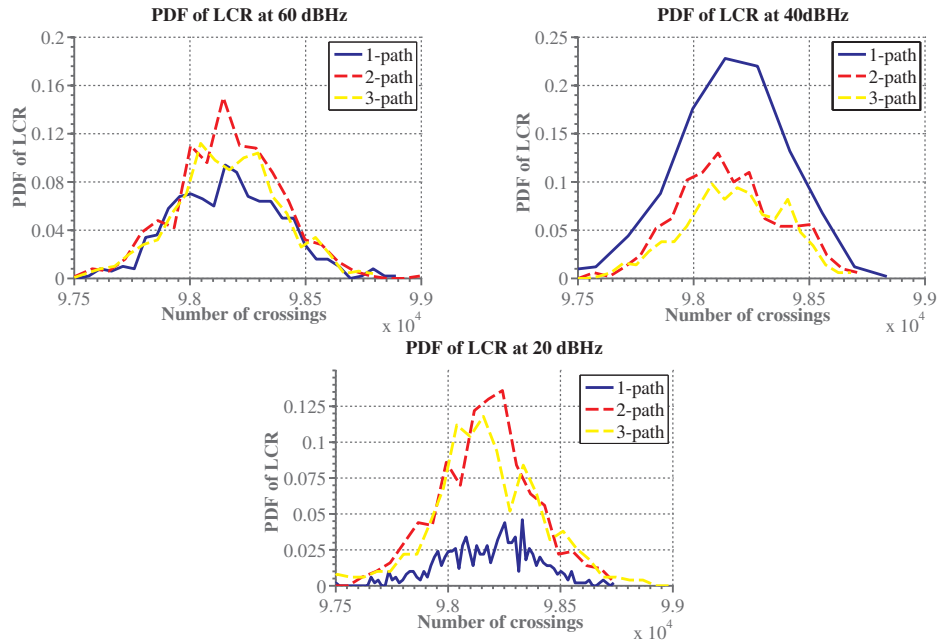 PDF of LCR at 60 dBHz
0.2
0.16
0.12
0.08
0.04
0
PDF of LCR
1-path
2-path
3-path
9.75
9.8
9.85
9.9
Number of crossings
x 10^4
PDF of LCR at 40dBHz
0.25
0.2
0.15
0.1
0.05
0
PDF of LCR
1-path
2-path
3-path
9.75
9.8
9.85
9.9
Number of crossings
x 10^4
PDF of LCR at 20 dBHz
0.125
0.1
0.075
0.05
0.025
0
PDF of LCR
1-path
2-path
3-path
9.75
9.8
9.85
9.9
Number of crossings
x 10^4